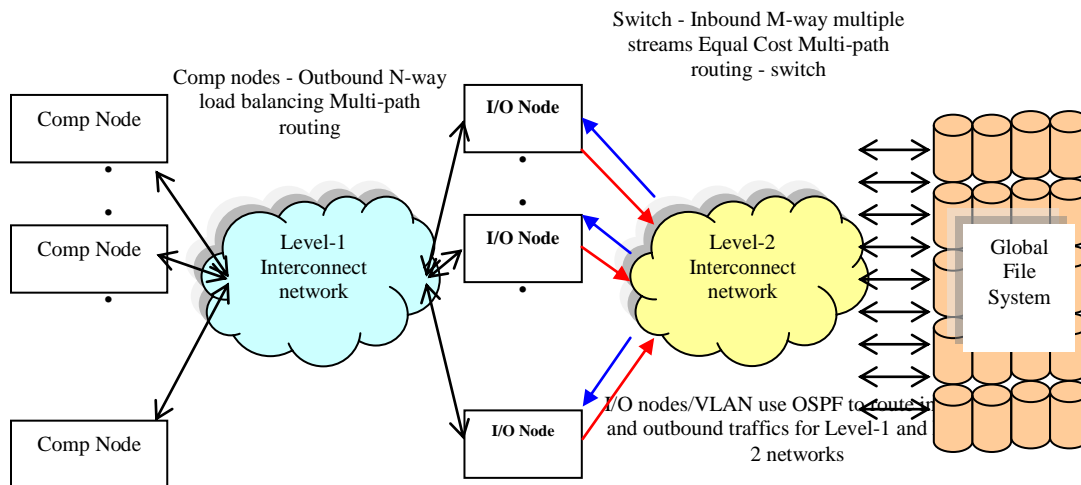 Switch - Inbound M-way multiple
streams Equal Cost Multi-path
routing - switch
Comp nodes - Outbound N-way
load balancing Multi-path
routing
Comp Node
I/O Node
Comp Node
Level-1
Interconnect
network
I/O Node
Level-2
Interconnect
network
Global
File
System
Comp Node
I/O Node
I/O nodes/VLAN use OSPF to route in
and outbound traffics for Level-1 and
2 networks